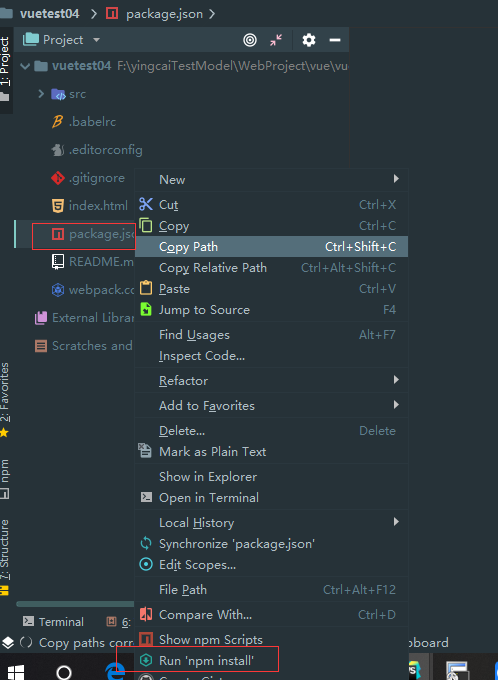 vuetest04 package.json
1: Project
Project
vuetest04 F:\yingcaiTestModel\WebProject\vue\vu
src
.babelrc
.editorconfig
.gitignore
index.html
package.jso
README.m
webpack.co
External Librar
Scratches and
New
Cut Ctrl+X
Copy Ctrl+C
Copy Path Ctrl+Shift+C
Copy Relative Path Ctrl+Alt+Shift+C
Paste Ctrl+V
Jump to Source F4
Find Usages Alt+F7
Inspect Code...
Refactor
Add to Favorites
Delete... Delete
Mark as Plain Text
Show in Explorer
Open in Terminal
Local History
Synchronize 'package.json'
Edit Scopes...
File Path Ctrl+Alt+F12
Compare With... Ctrl+D
Show npm Scripts
Run 'npm install'
2: Favorites
npm
7: Structure
Terminal 6:
Copy paths corr pboard